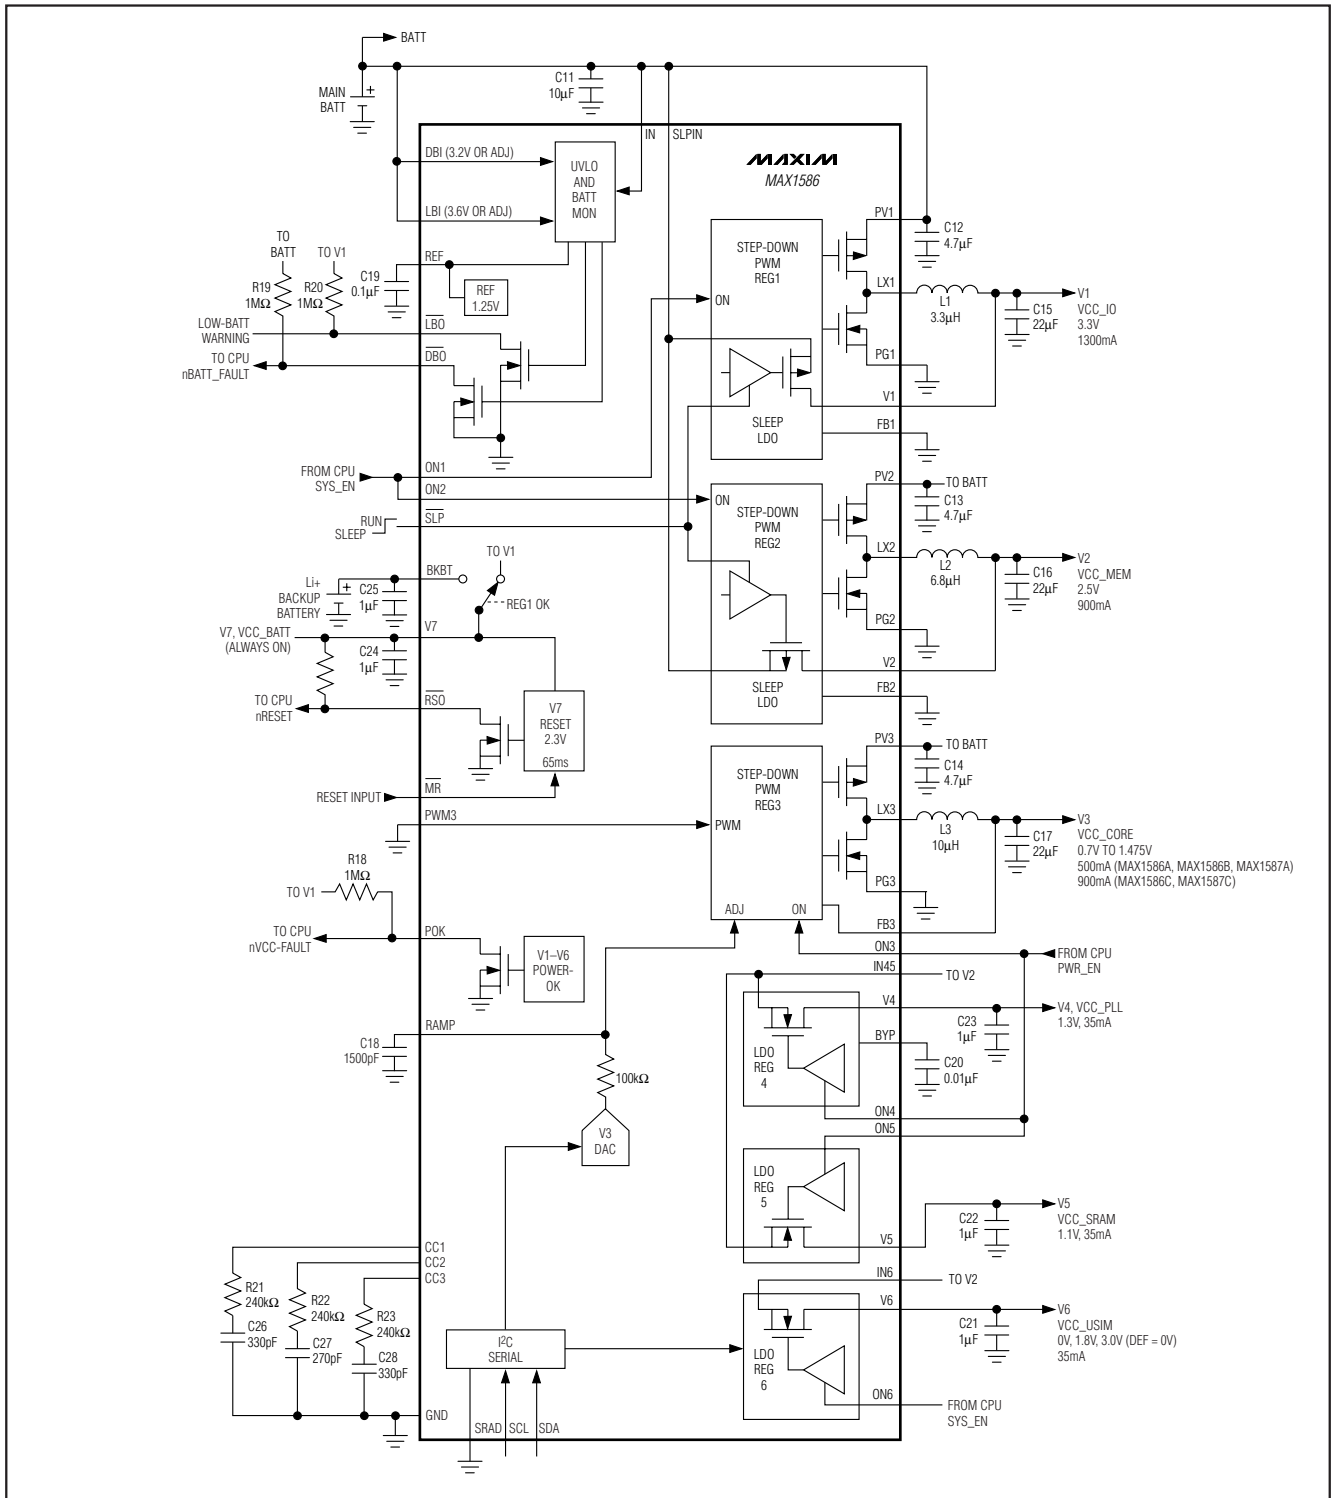 BATT
MAIN
BATT
C11
10µF
IN
SLPIN
MAXIM
MAX1586
DBI (3.2V OR ADJ)
LBI (3.6V OR ADJ)
UVLO
AND
BATT
MON
REF
REF
1.25V
C19
0.1µF
TO
BATT
TO V1
R19
1MΩ
R20
1MΩ
LOW-BATT
WARNING
LBO
TO CPU
nBATT_FAULT
DBO
STEP-DOWN
PWM
REG1
ON
SLEEP
LDO
PV1
C12
4.7µF
LX1
L1
3.3µH
C15
22µF
V1
VCC_IO
3.3V
1300mA
PG1
V1
FB1
FROM CPU
SYS_EN
ON1
ON2
RUN
SLEEP
SLP
ON
STEP-DOWN
PWM
REG2
SLEEP
LDO
PV2
TO BATT
C13
4.7µF
LX2
L2
6.8µH
C16
22µF
V2
VCC_MEM
2.5V
900mA
PG2
V2
FB2
TO V1
BKBT
REG1 OK
Li+
BACKUP
BATTERY
C25
1µF
V7, VCC_BATT
(ALWAYS ON)
V7
C24
1µF
TO CPU
nRESET
RSO
V7
RESET
2.3V
65ms
RESET INPUT
MR
PWM3
STEP-DOWN
PWM
REG3
PWM
ADJ
ON
PV3
TO BATT
C14
4.7µF
LX3
L3
10µH
C17
22µF
V3
VCC_CORE
0.7V TO 1.475V
500mA (MAX1586A, MAX1586B, MAX1587A)
900mA (MAX1586C, MAX1587C)
PG3
FB3
R18
1MΩ
TO V1
TO CPU
nVCC-FAULT
POK
V1–V6
POWER-
OK
ON3
FROM CPU
PWR_EN
IN45
TO V2
V4
V4, VCC_PLL
1.3V, 35mA
C23
1µF
BYP
C20
0.01µF
LDO
REG
4
ON4
ON5
RAMP
C18
1500pF
100kΩ
V3
DAC
LDO
REG
5
V5
C22
1µF
V5
VCC_SRAM
1.1V, 35mA
IN6
TO V2
V6
C21
1µF
V6
VCC_USIM
0V, 1.8V, 3.0V (DEF = 0V)
35mA
LDO
REG
6
ON6
FROM CPU
SYS_EN
CC1
CC2
CC3
R21
240kΩ
R22
240kΩ
R23
240kΩ
C26
330pF
C27
270pF
C28
330pF
I²C
SERIAL
GND
SRAD
SCL
SDA